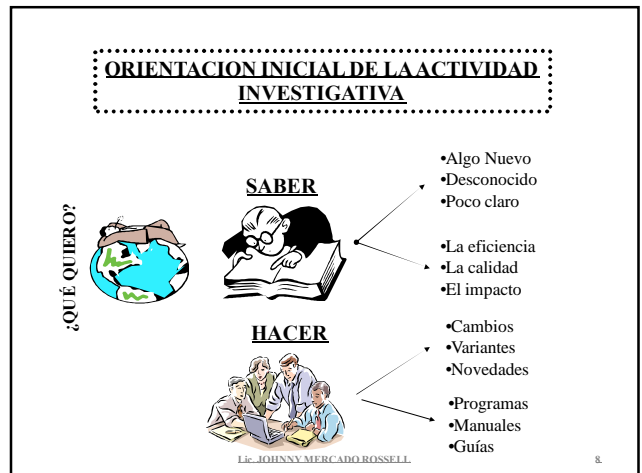 ORIENTACION INICIAL DE LA ACTIVIDAD
INVESTIGATIVA
¿QUÉ QUIERO?
SABER
•Algo Nuevo
•Desconocido
•Poco claro
•La eficiencia
•La calidad
•El impacto
HACER
•Cambios
•Variantes
•Novedades
•Programas
•Manuales
•Guías
Lic. JOHNNY MERCADO ROSSELL 8